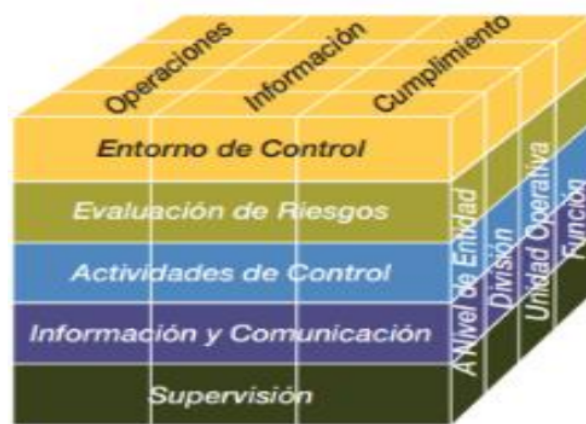 Operaciones
Información
Cumplimiento
Entorno de Control
Evaluación de Riesgos
Actividades de Control
Información y Comunicación
Supervisión
A Nivel de Entidad
División
Unidad Operativa
Función